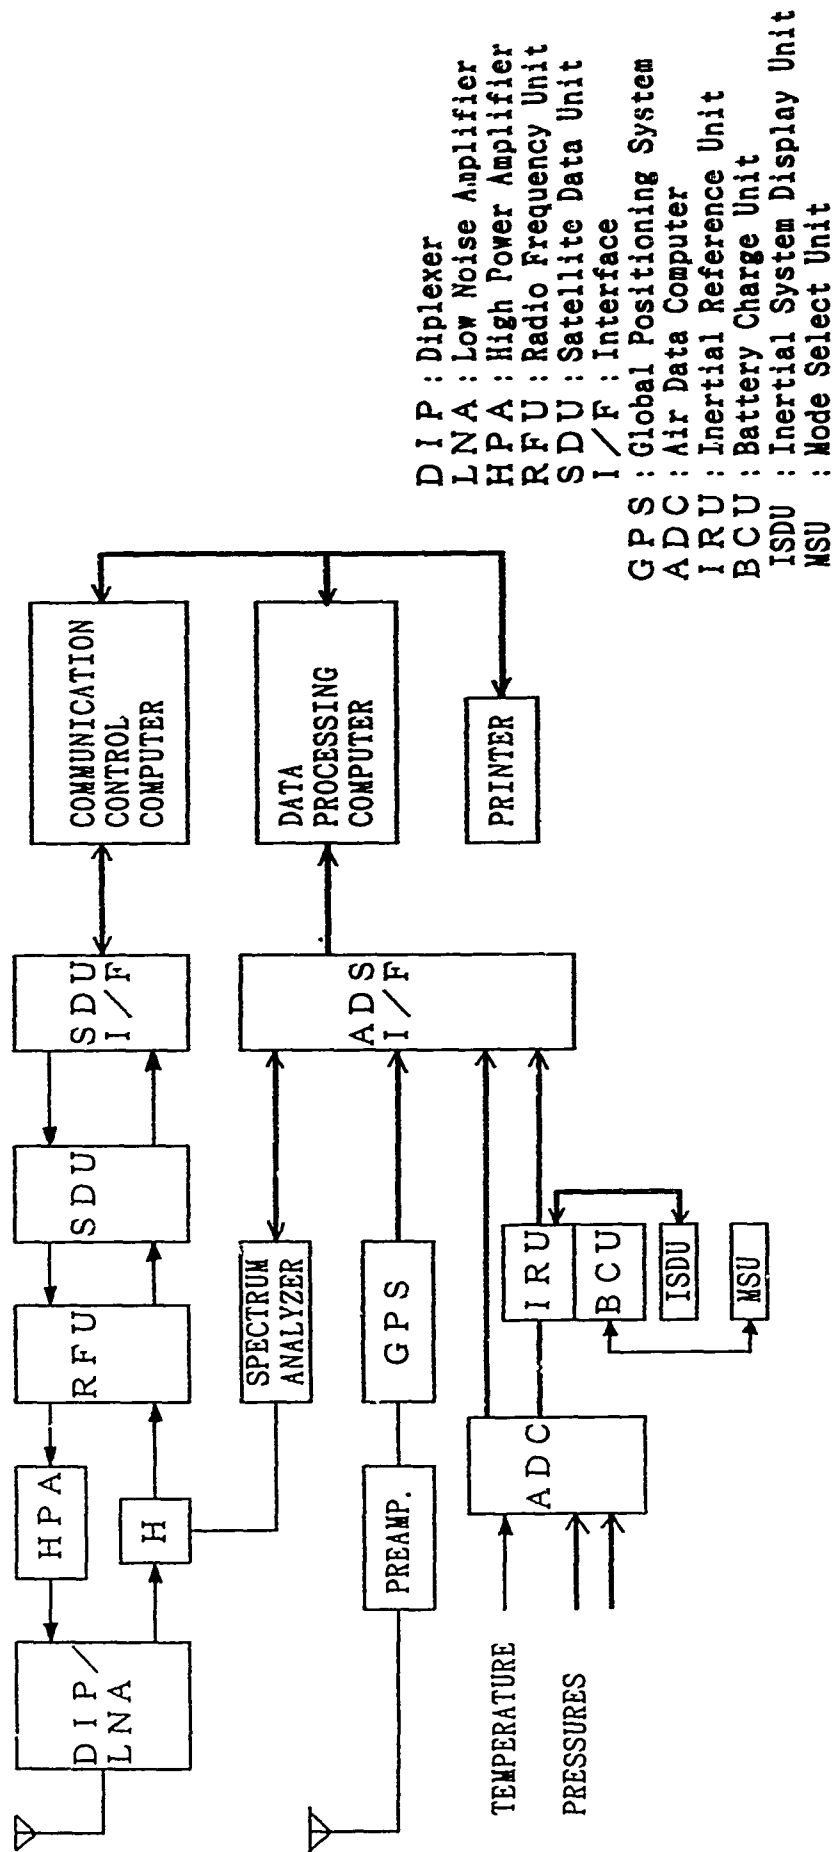 DIP/
LNA
HPA
H
RFU
SDU
SDU
I/F
COMMUNICATION
CONTROL
COMPUTER
SPECTRUM
ANALYZER
ADS
I/F
DATA
PROCESSING
COMPUTER
PREAMP.
GPS
PRINTER
TEMPERATURE
PRESSURES
ADC
IRU
BCU
ISDU
MSU
DIP : Diplexer
LNA : Low Noise Amplifier
HPA : High Power Amplifier
RFU : Radio Frequency Unit
SDU : Satellite Data Unit
I/F : Interface
GPS : Global Positioning System
ADC : Air Data Computer
IRU : Inertial Reference Unit
BCU : Battery Charge Unit
ISDU : Inertial System Display Unit
MSU : Mode Select Unit